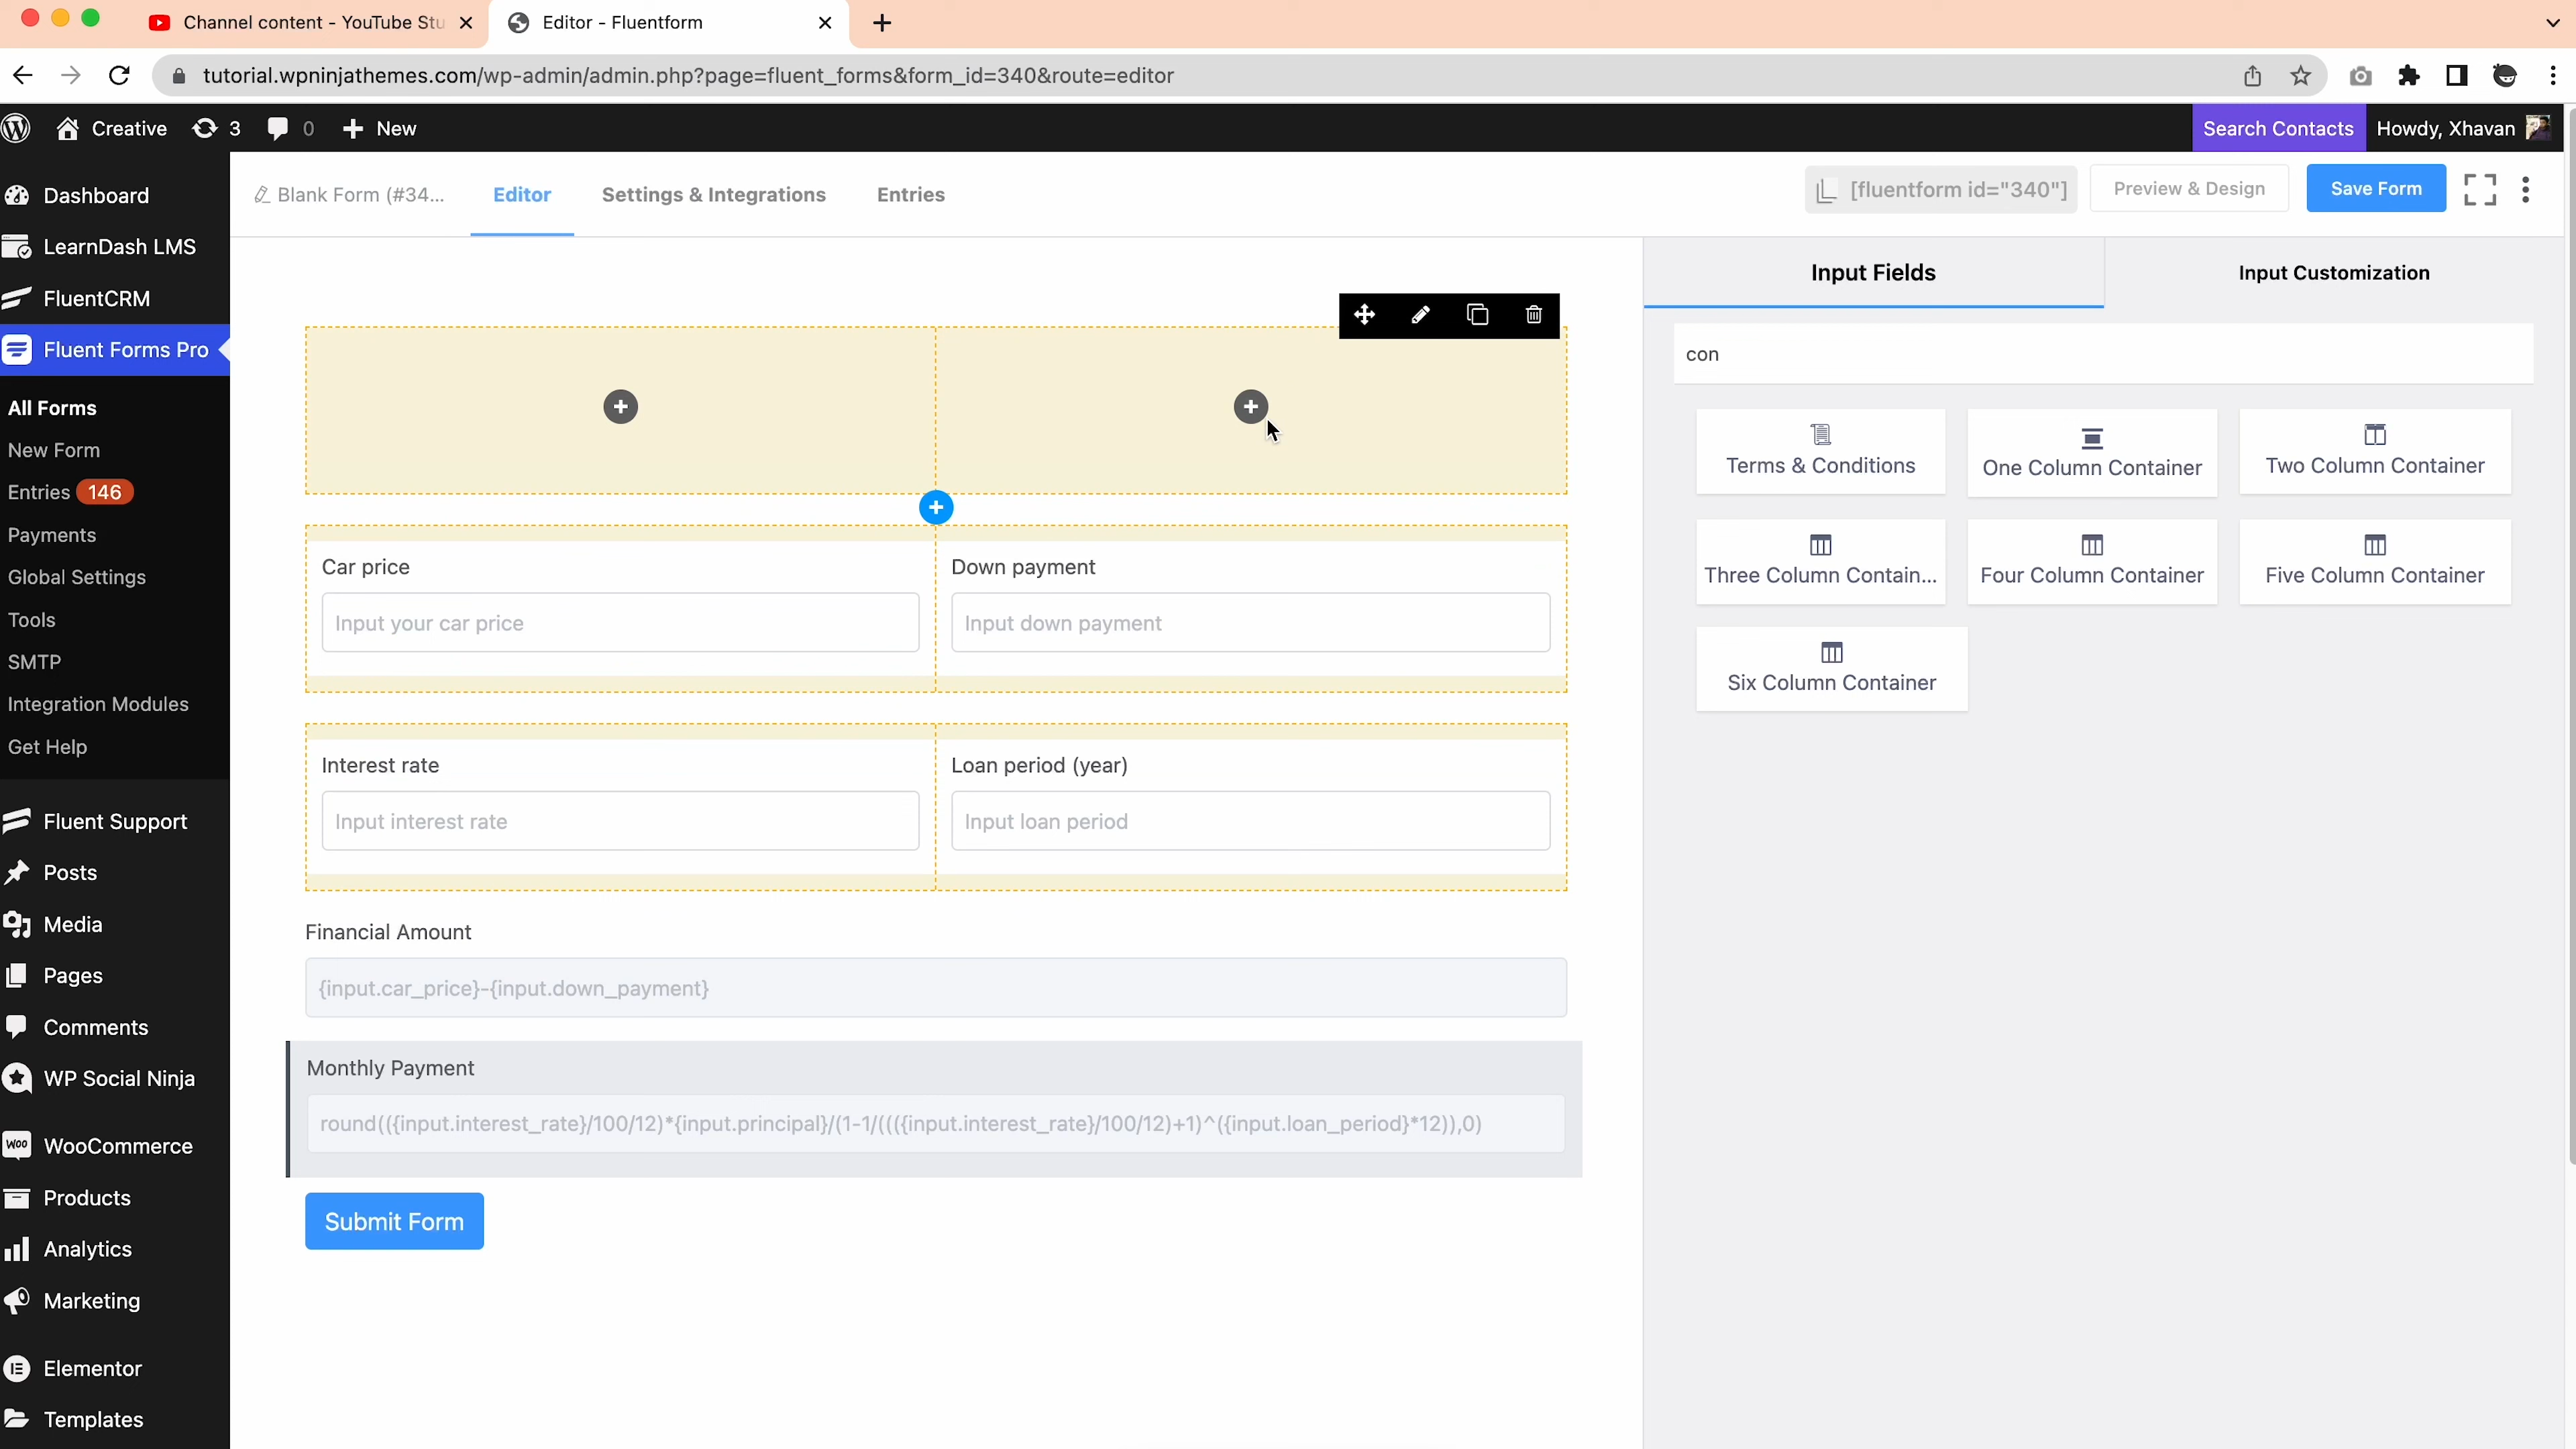 Channel content - YouTube Stu
Editor - Fluentform
tutorial.wpninjathemes.com/wp-admin/admin.php?page=fluent_forms&form_id=340&route=editor
Creative
3
0
New
Search Contacts
Howdy, Xhavan
Dashboard
LearnDash LMS
FluentCRM
Fluent Forms Pro
All Forms
New Form
Entries 146
Payments
Global Settings
Tools
SMTP
Integration Modules
Get Help
Fluent Support
Posts
Media
Pages
Comments
WP Social Ninja
WooCommerce
Products
Analytics
Marketing
Elementor
Templates
Blank Form (#34...
Editor
Settings & Integrations
Entries
[fluentform id="340"]
Preview & Design
Save Form
Car price
Input your car price
Down payment
Input down payment
Interest rate
Input interest rate
Loan period (year)
Input loan period
Financial Amount
{input.car_price}-{input.down_payment}
Monthly Payment
round(({input.interest_rate}/100/12)*{input.principal}/(1-1/((({input.interest_rate}/100/12)+1)^({input.loan_period}*12)),0)
Submit Form
Input Fields
Input Customization
con
Terms & Conditions
One Column Container
Two Column Container
Three Column Contain...
Four Column Container
Five Column Container
Six Column Container